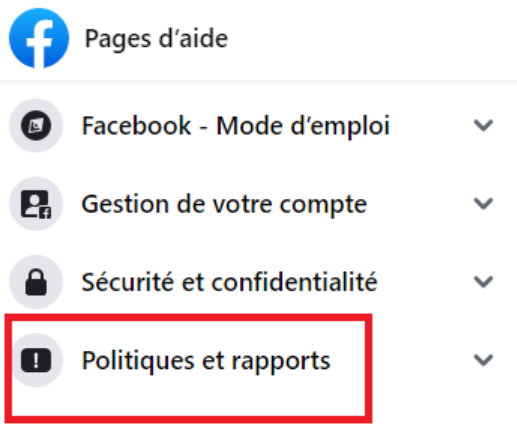 Pages d’aide
Facebook - Mode d’emploi
Gestion de votre compte
Sécurité et confidentialité
Politiques et rapports